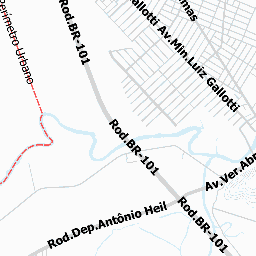 Perímetro Urbano
Rod.BR-101
mas
Gallotti
Av.Min.Luiz Gallotti
Rod.BR-101
Av.Ver.Abr
Rod.Dep.Antônio Heil
Rod.BR-101